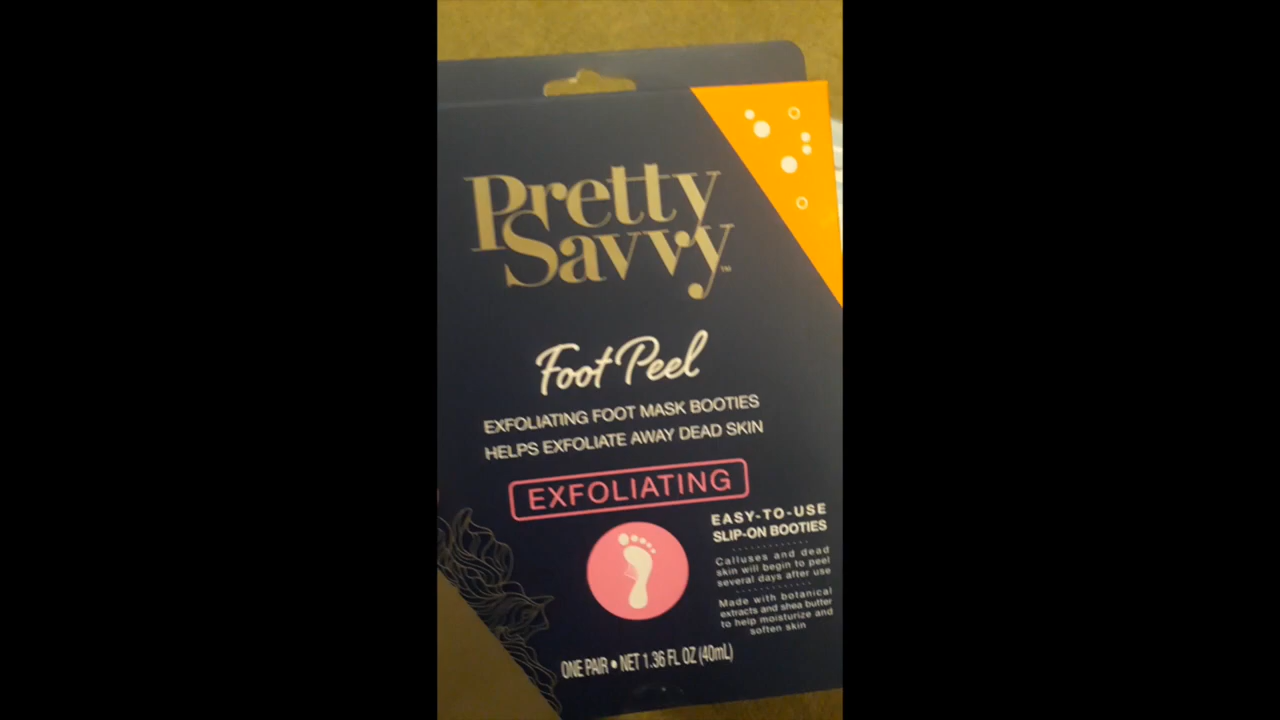 Pretty
Savvy™
Foot Peel
EXFOLIATING FOOT MASK BOOTIES
HELPS EXFOLIATE AWAY DEAD SKIN
EXFOLIATING
EASY-TO-USE
SLIP-ON BOOTIES
Calluses and dead
skin will begin to peel
several days after use
Made with botanical
extracts and shea butter
to help moisturize and
soften skin
ONE PAIR • NET 1.36 FL OZ (40mL)